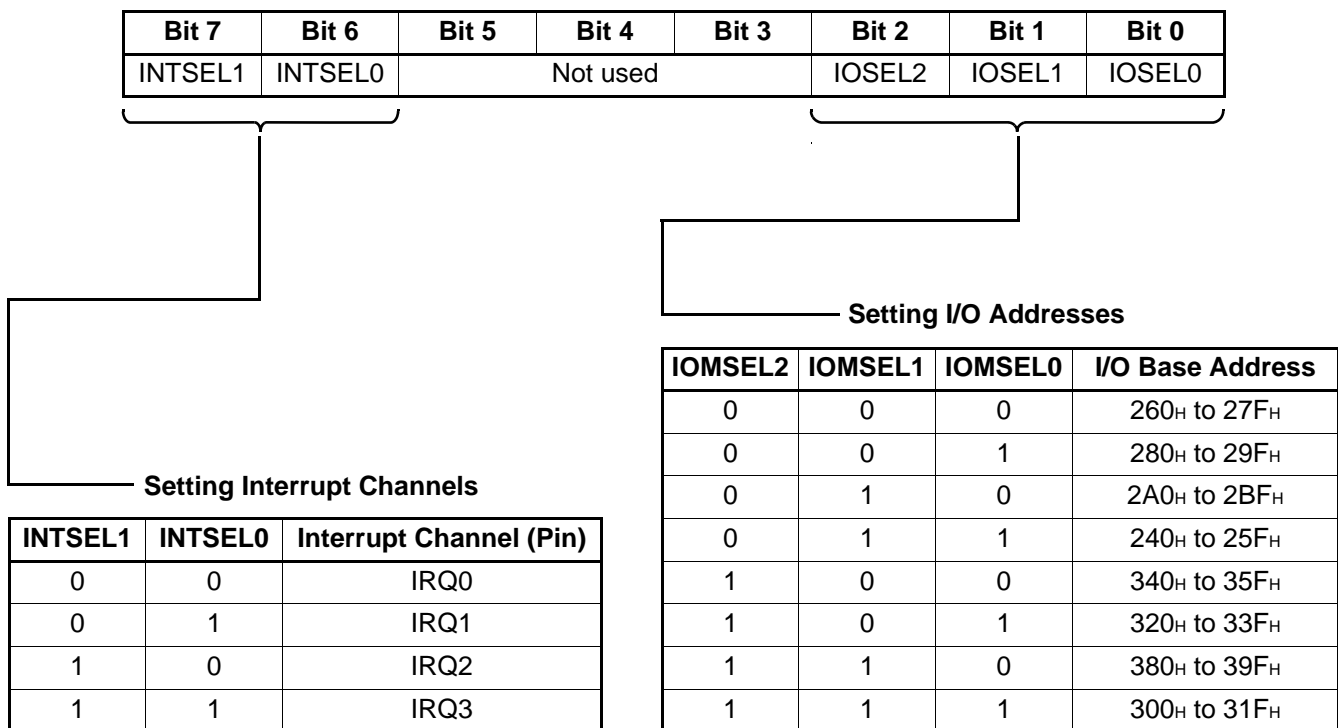 Bit 7 Bit 6 Bit 5 Bit 4 Bit 3 Bit 2 Bit 1 Bit 0
INTSEL1 INTSEL0 Not used IOSEL2 IOSEL1 IOSEL0
Setting I/O Addresses
IOMSEL2 IOMSEL1 IOMSEL0 I/O Base Address
0 0 0 260H to 27FH
0 0 1 280H to 29FH
0 1 0 2A0H to 2BFH
0 1 1 240H to 25FH
1 0 0 340H to 35FH
1 0 1 320H to 33FH
1 1 0 380H to 39FH
1 1 1 300H to 31FH
Setting Interrupt Channels
INTSEL1 INTSEL0 Interrupt Channel (Pin)
0 0 IRQ0
0 1 IRQ1
1 0 IRQ2
1 1 IRQ3